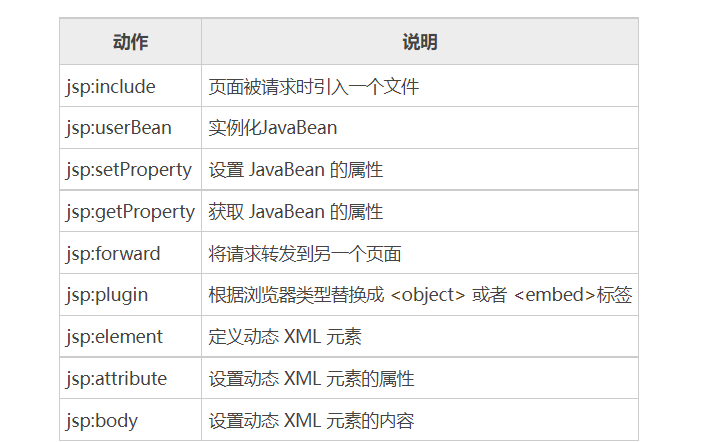 动作 说明
jsp:include 页面被请求时引入一个文件
jsp:userBean 实例化JavaBean
jsp:setProperty 设置 JavaBean 的属性
jsp:getProperty 获取 JavaBean 的属性
jsp:forward 将请求转发到另一个页面
jsp:plugin 根据浏览器类型替换成 <object> 或者 <embed>标签
jsp:element 定义动态 XML 元素
jsp:attribute 设置动态 XML 元素的属性
jsp:body 设置动态 XML 元素的内容